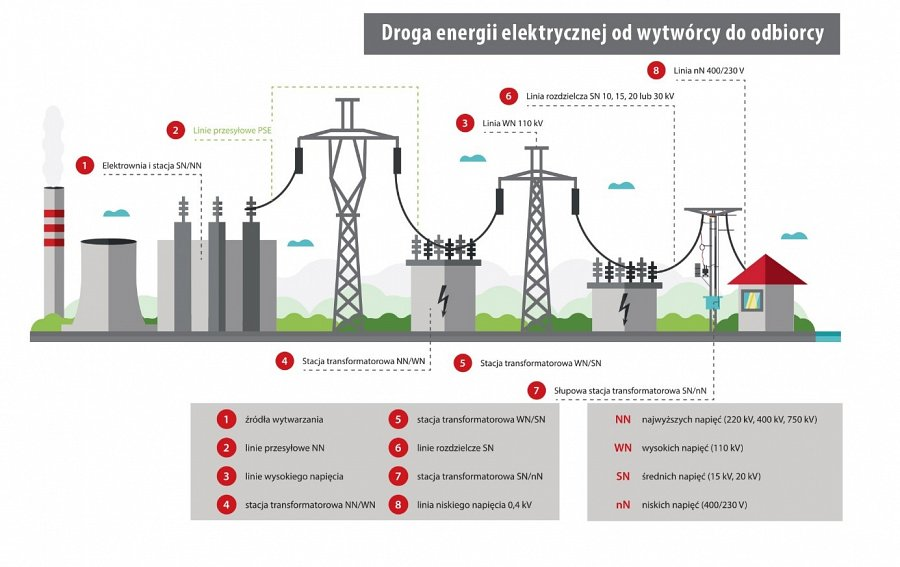 Droga energii elektrycznej od wytwórcy do odbiorcy
8 Linia nN 400/230 V
6 Linia rozdzielcza SN 10, 15, 20 lub 30 kV
3 Linia WN 110 kV
2 Linie przesyłowe PSE
1 Elektrownia i stacja SN/NN
4 Stacja transformatorowa NN/WN
5 Stacja transformatorowa WN/SN
7 Słupowa stacja transformatorowa SN/nN
1 źródła wytwarzania
2 linie przesyłowe NN
3 linie wysokiego napięcia
4 stacja transformatorowa NN/WN
5 stacja transformatorowa WN/SN
6 linie rozdzielcze SN
7 stacja transformatorowa SN/nN
8 linia niskiego napięcia 0,4 kV
NN najwyższych napięć (220 kV, 400 kV, 750 kV)
WN wysokich napięć (110 kV)
SN średnich napięć (15 kV, 20 kV)
nN niskich napięć (400/230 V)